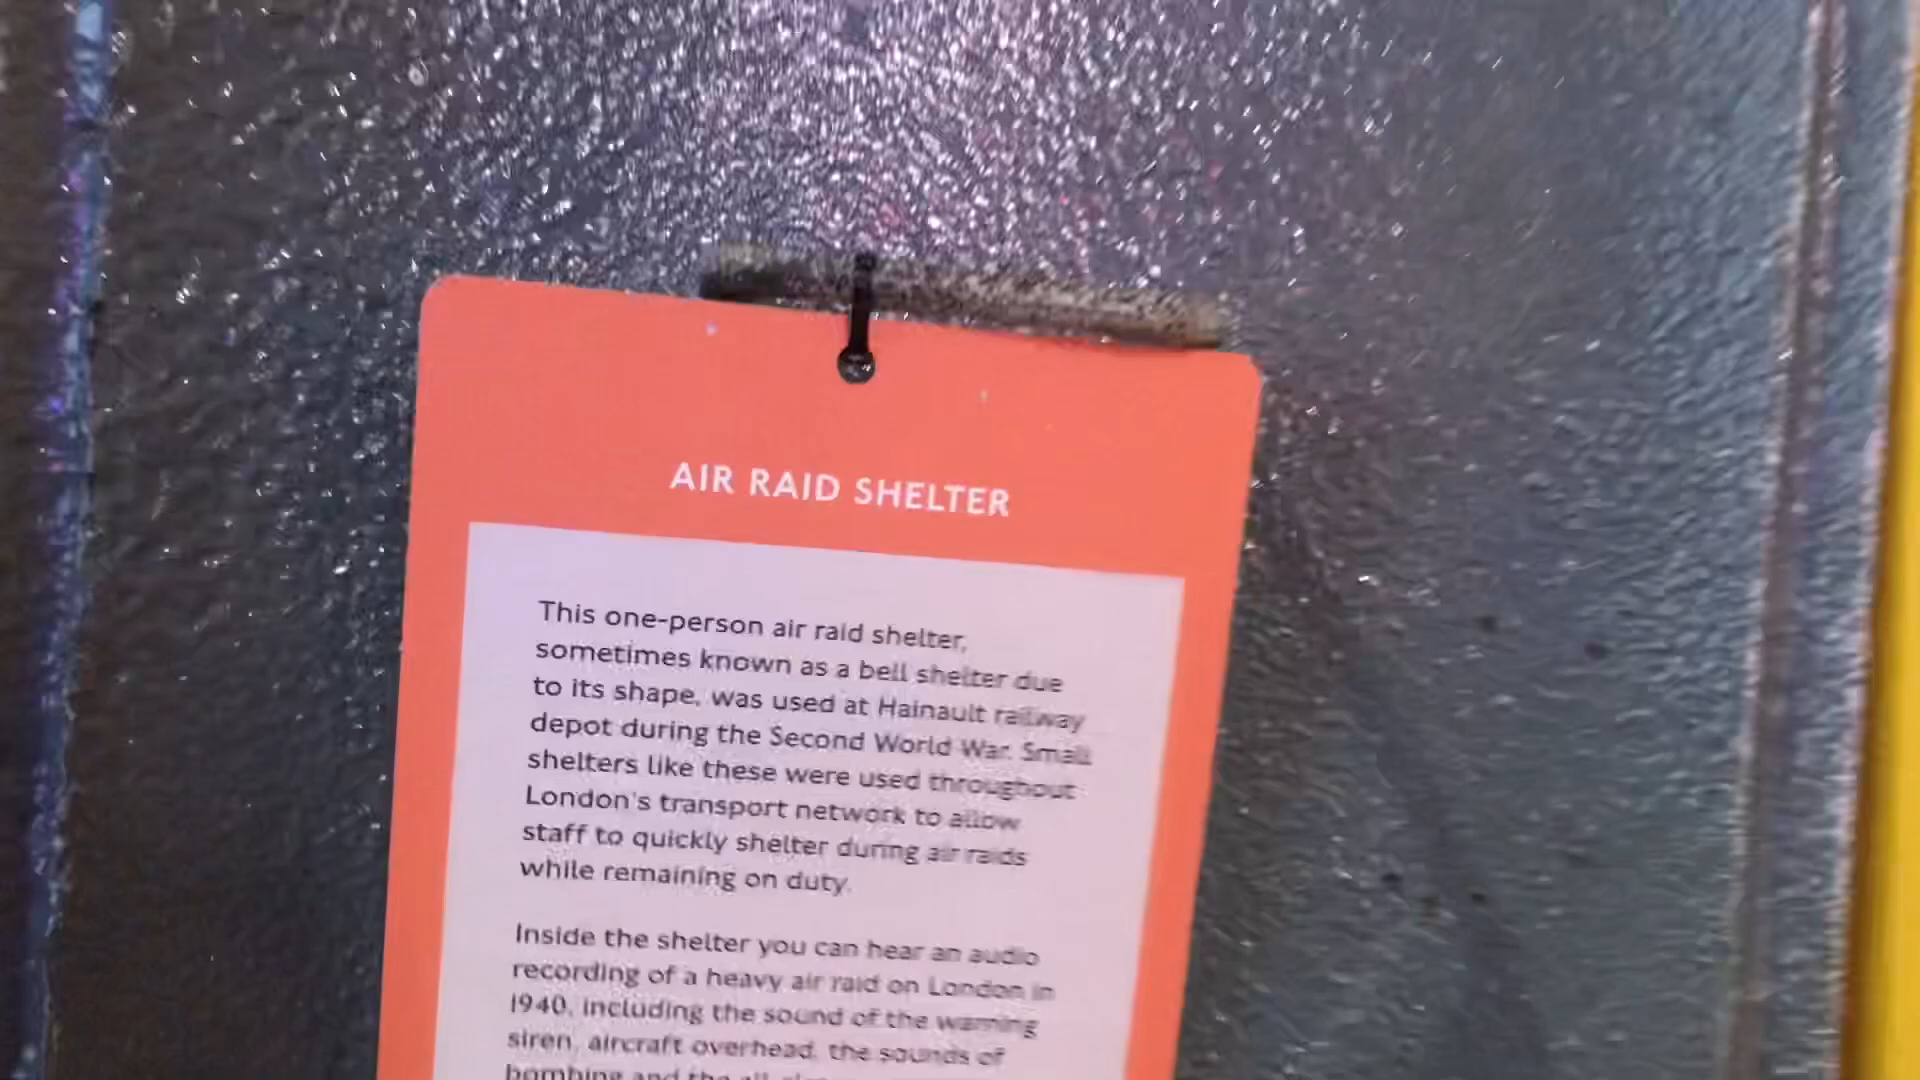 AIR RAID SHELTER
This one-person air raid shelter,
sometimes known as a bell shelter due
to its shape, was used at Hainault railway
depot during the Second World War. Small
shelters like these were used throughout
London's transport network to allow
staff to quickly shelter during air raids
while remaining on duty.
Inside the shelter you can hear an audio
recording of a heavy air raid on London in
1940, including the sound of the warning
siren, aircraft overhead, the sounds of
bombing and the